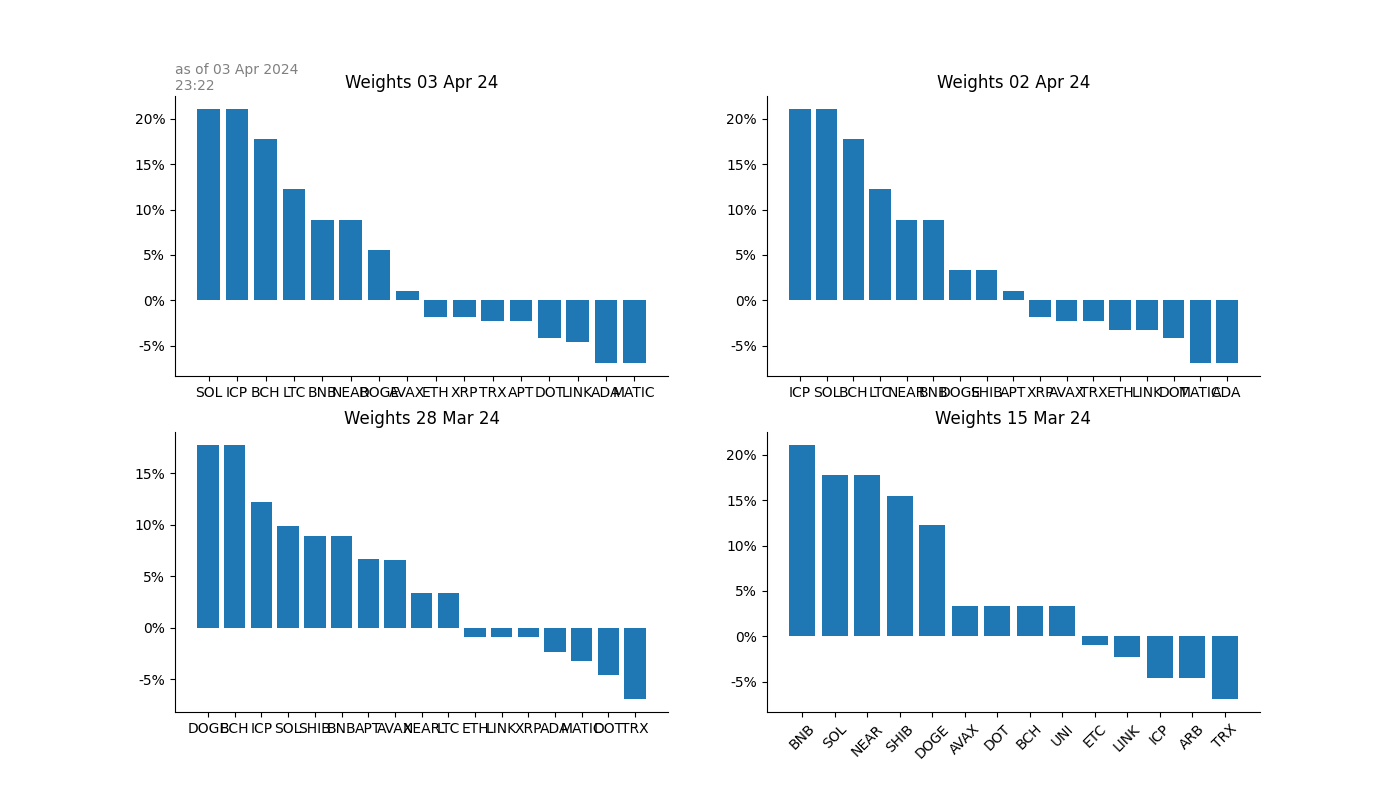 as of 03 Apr 2024
23:22
Weights 03 Apr 24
20%
15%
10%
5%
0%
-5%
SOL ICP BCH LTC BNB NEAR DOGE AVAX ETH XRP TRX APT DOT LINK ADA MATIC
Weights 02 Apr 24
20%
15%
10%
5%
0%
-5%
ICP SOL BCH LTC NEAR BNB DOGE SHIB APT XRP AVAX TRX ETH LINK DOT MATIC ADA
Weights 28 Mar 24
15%
10%
5%
0%
-5%
DOGE BCH ICP SOL SHIB BNB APT AVAX NEAR LTC ETH LINK XRP ADA MATIC DOT TRX
Weights 15 Mar 24
20%
15%
10%
5%
0%
-5%
BNB SOL NEAR SHIB DOGE AVAX DOT BCH UNI ETC LINK ICP ARB TRX